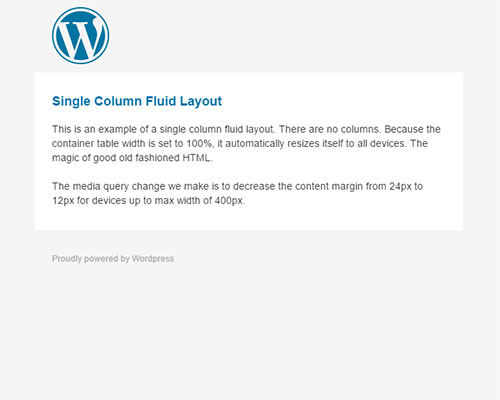 W
Single Column Fluid Layout
This is an example of a single column fluid layout. There are no columns. Because the
container table width is set to 100%, it automatically resizes itself to all devices. The
magic of good old fashioned HTML.
The media query change we make is to decrease the content margin from 24px to
12px for devices up to max width of 400px.
Proudly powered by Wordpress